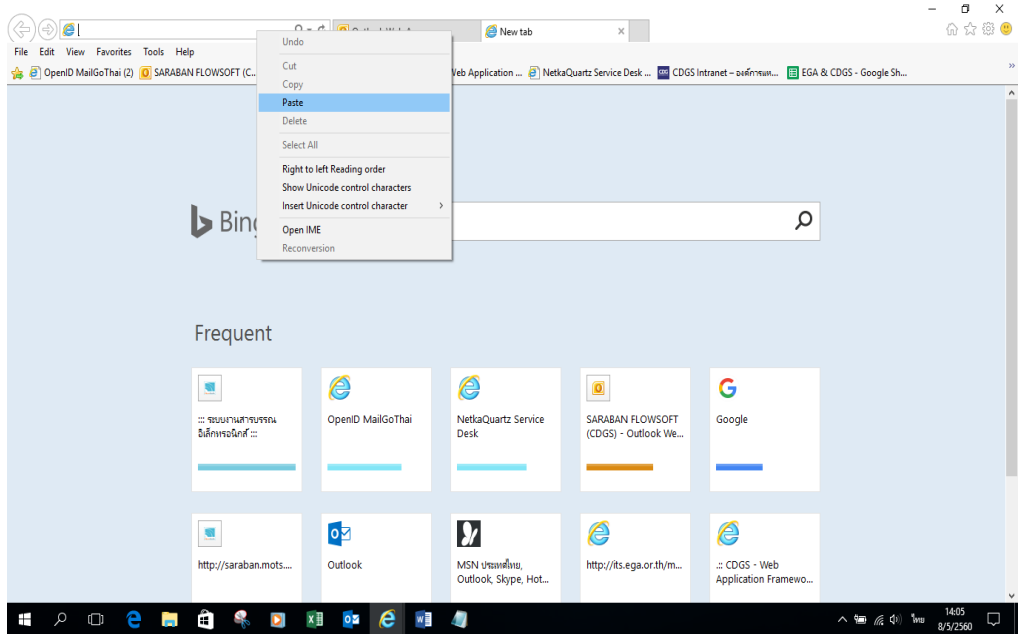 New tab
File Edit View Favorites Tools Help
OpenID MailGoThai (2) SARABAN FLOWSOFT (C... Web Application ... NetkaQuartz Service Desk ... CDGS Intranet – องค์การแห... EGA & CDGS - Google Sh...
Undo
Cut
Copy
Paste
Delete
Select All
Right to left Reading order
Show Unicode control characters
Insert Unicode control character
Open IME
Reconversion
Bing
Frequent
::: ระบบงานสารบรรณ
อิเล็กทรอนิกส์ :::
OpenID MailGoThai
NetkaQuartz Service
Desk
SARABAN FLOWSOFT
(CDGS) - Outlook We...
Google
http://saraban.mots....
Outlook
MSN ประเทศไทย,
Outlook, Skype, Hot...
http://its.ega.or.th/m...
.:: CDGS - Web
Application Framewo...
ไทย
14:05
8/5/2560